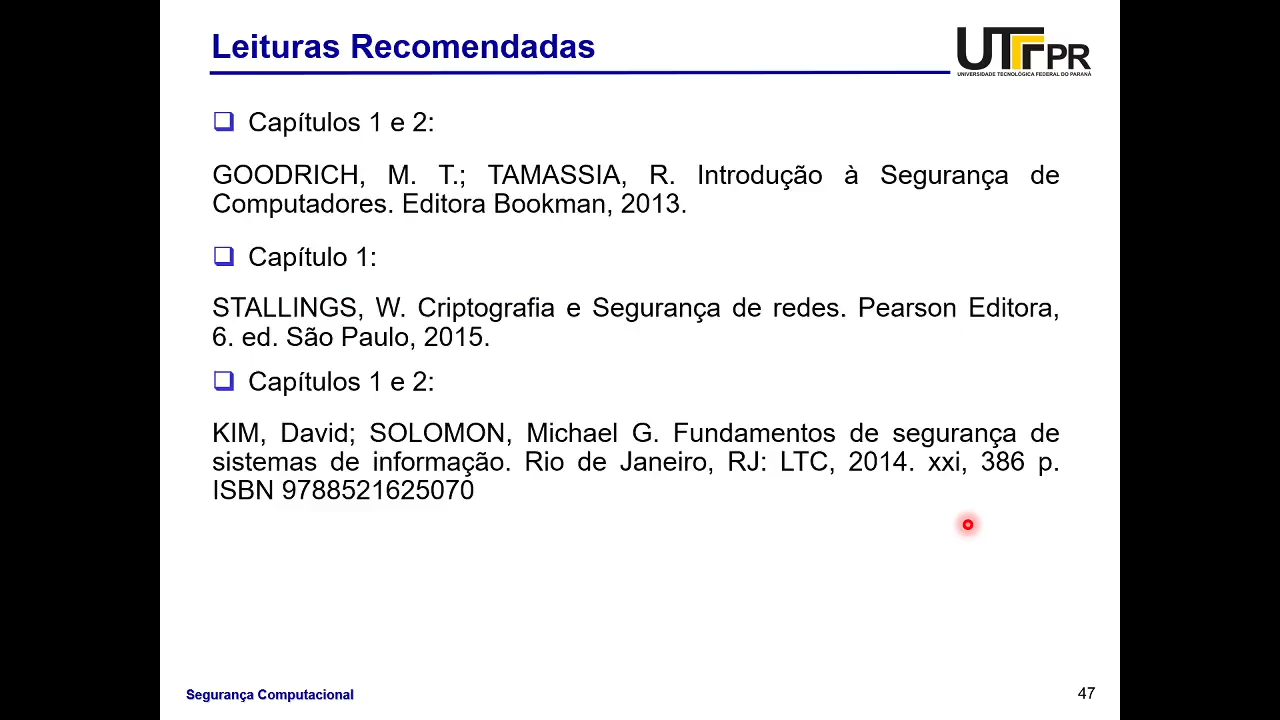 Leituras Recomendadas
UTFPR
UNIVERSIDADE TECNOLÓGICA FEDERAL DO PARANÁ
Capítulos 1 e 2:
GOODRICH, M. T.; TAMASSIA, R. Introdução à Segurança de
Computadores. Editora Bookman, 2013.
Capítulo 1:
STALLINGS, W. Criptografia e Segurança de redes. Pearson Editora,
6. ed. São Paulo, 2015.
Capítulos 1 e 2:
KIM, David; SOLOMON, Michael G. Fundamentos de segurança de
sistemas de informação. Rio de Janeiro, RJ: LTC, 2014. xxi, 386 p.
ISBN 9788521625070
Segurança Computacional
47